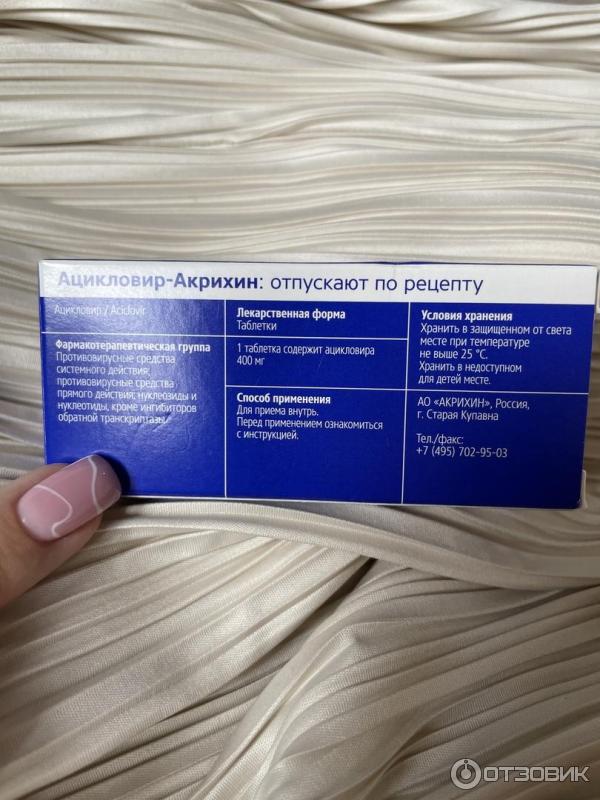 Ацикловир-Акрихин: отпускают по рецепту
Ацикловир / Aciclovir
Фармакотерапевтическая группа
Противовирусные средства
системного действия;
противовирусные средства
прямого действия; нуклеозиды и
нуклеотиды, кроме ингибиторов
обратной транскриптазы.
Лекарственная форма
Таблетки
1 таблетка содержит ацикловира
400 мг
Способ применения
Для приема внутрь.
Перед применением ознакомиться
с инструкцией.
Условия хранения
Хранить в защищенном от света
месте при температуре
не выше 25 °C.
Хранить в недоступном
для детей месте.
АО «АКРИХИН», Россия,
г. Старая Купавна
Тел./факс:
+7 (495) 702-95-03
ОТЗОВИК